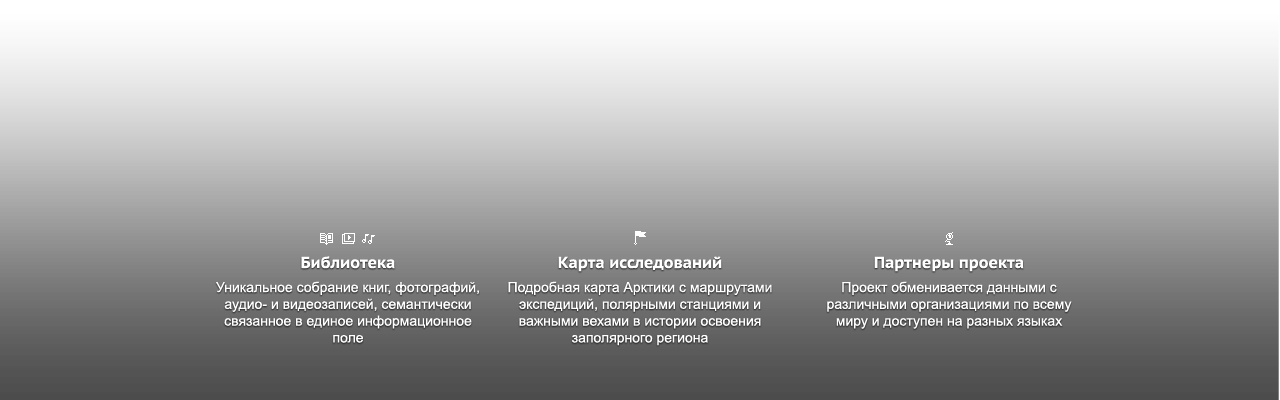 Библиотека
Уникальное собрание книг, фотографий,
аудио- и видеозаписей, семантически
связанное в единое информационное
поле
Карта исследований
Подробная карта Арктики с маршрутами
экспедиций, полярными станциями и
важными вехами в истории освоения
заполярного региона
Партнеры проекта
Проект обменивается данными с
различными организациями по всему
миру и доступен на разных языках